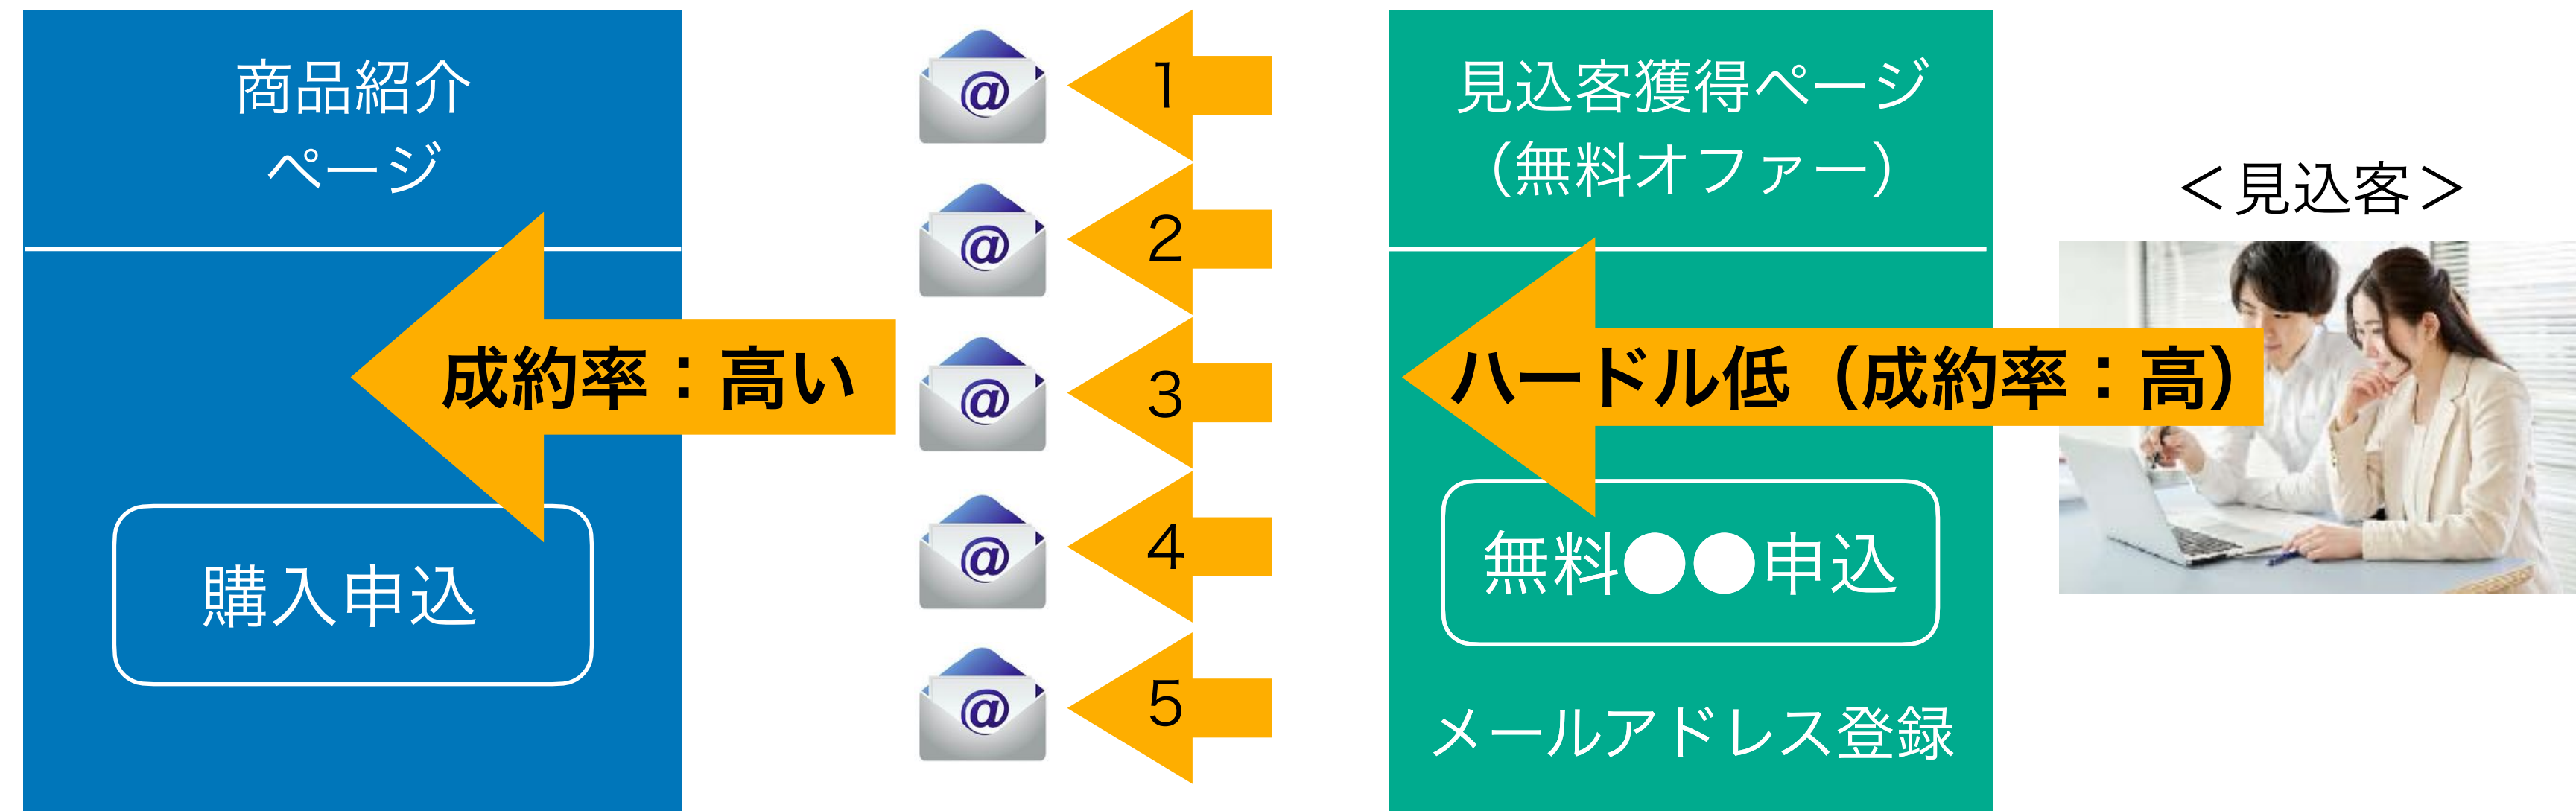 商品紹介
ページ
成約率：高い
購入申込
@
1
@
2
@
3
@
4
@
5
見込客獲得ページ
（無料オファー）
ハードル低（成約率：高）
無料●●申込
メールアドレス登録
＜見込客＞